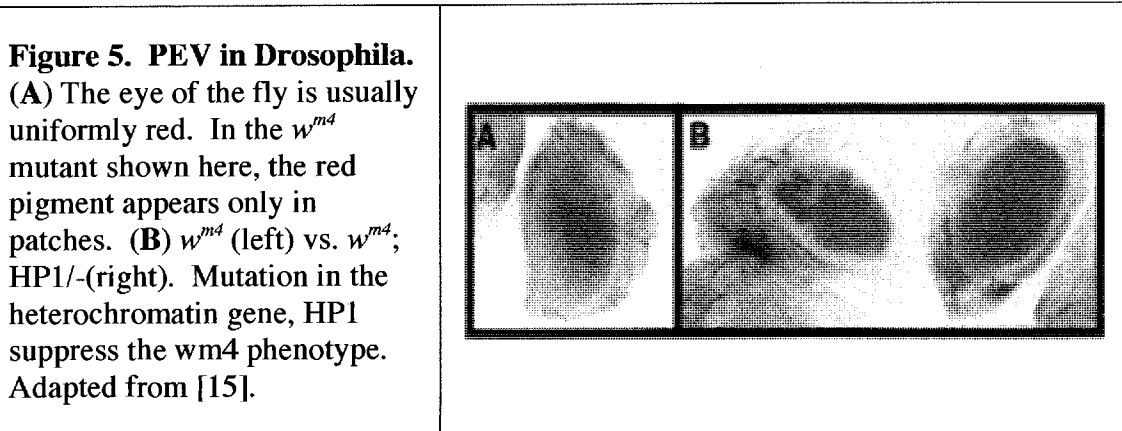 Figure 5. PEV in Drosophila.
(A) The eye of the fly is usually
uniformly red. In the w^m4
mutant shown here, the red
pigment appears only in
patches. (B) w^m4 (left) vs. w^m4;
HP1/-(right). Mutation in the
heterochromatin gene, HP1
suppress the wm4 phenotype.
Adapted from [15].
A
B